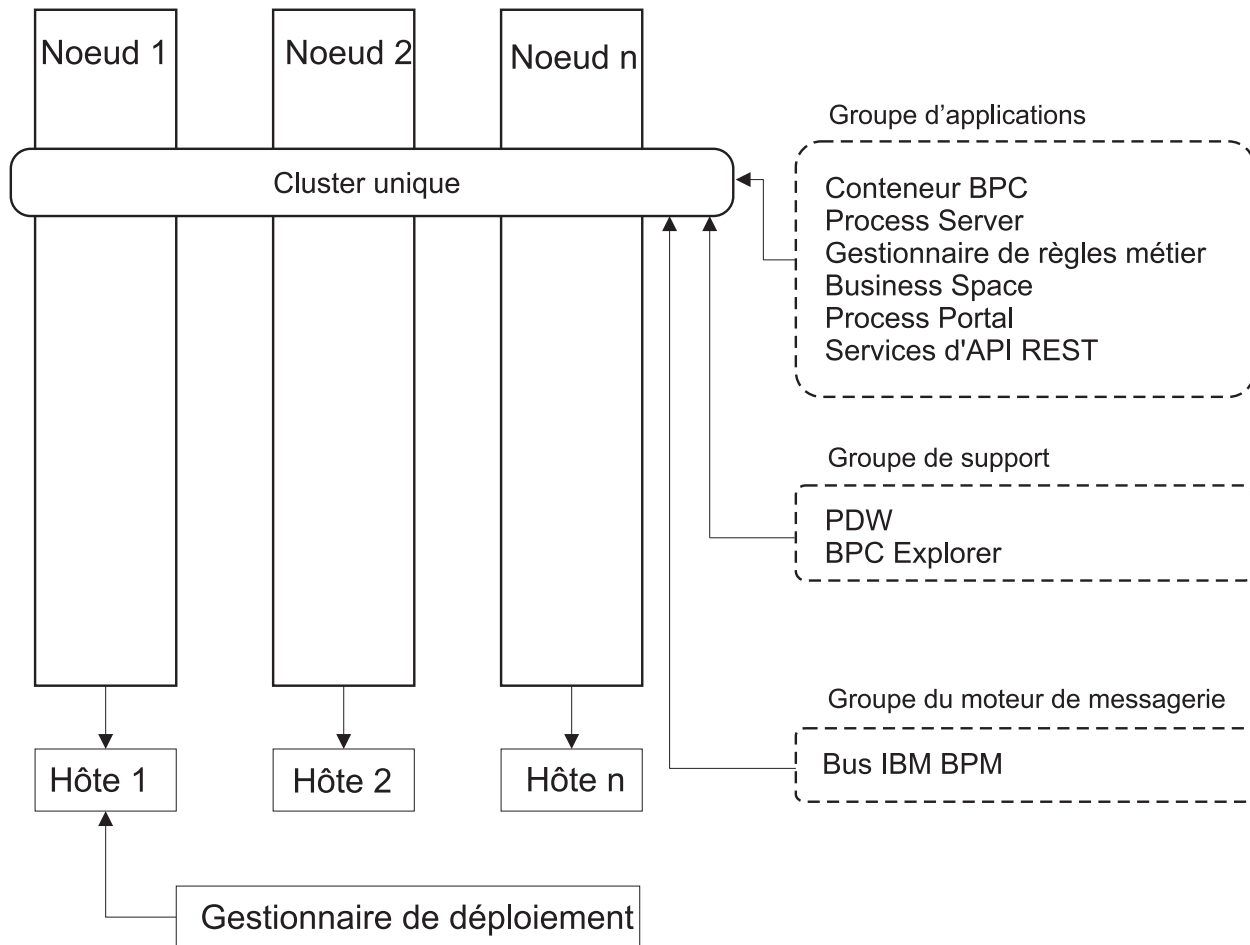 Noeud 1
Noeud 2
Noeud n
Groupe d’applications
Cluster unique
Conteneur BPC
Process Server
Gestionnaire de règles métier
Business Space
Process Portal
Services d'API REST
Groupe de support
PDW
BPC Explorer
Groupe du moteur de messagerie
Bus IBM BPM
Hôte 1
Hôte 2
Hôte n
Gestionnaire de déploiement